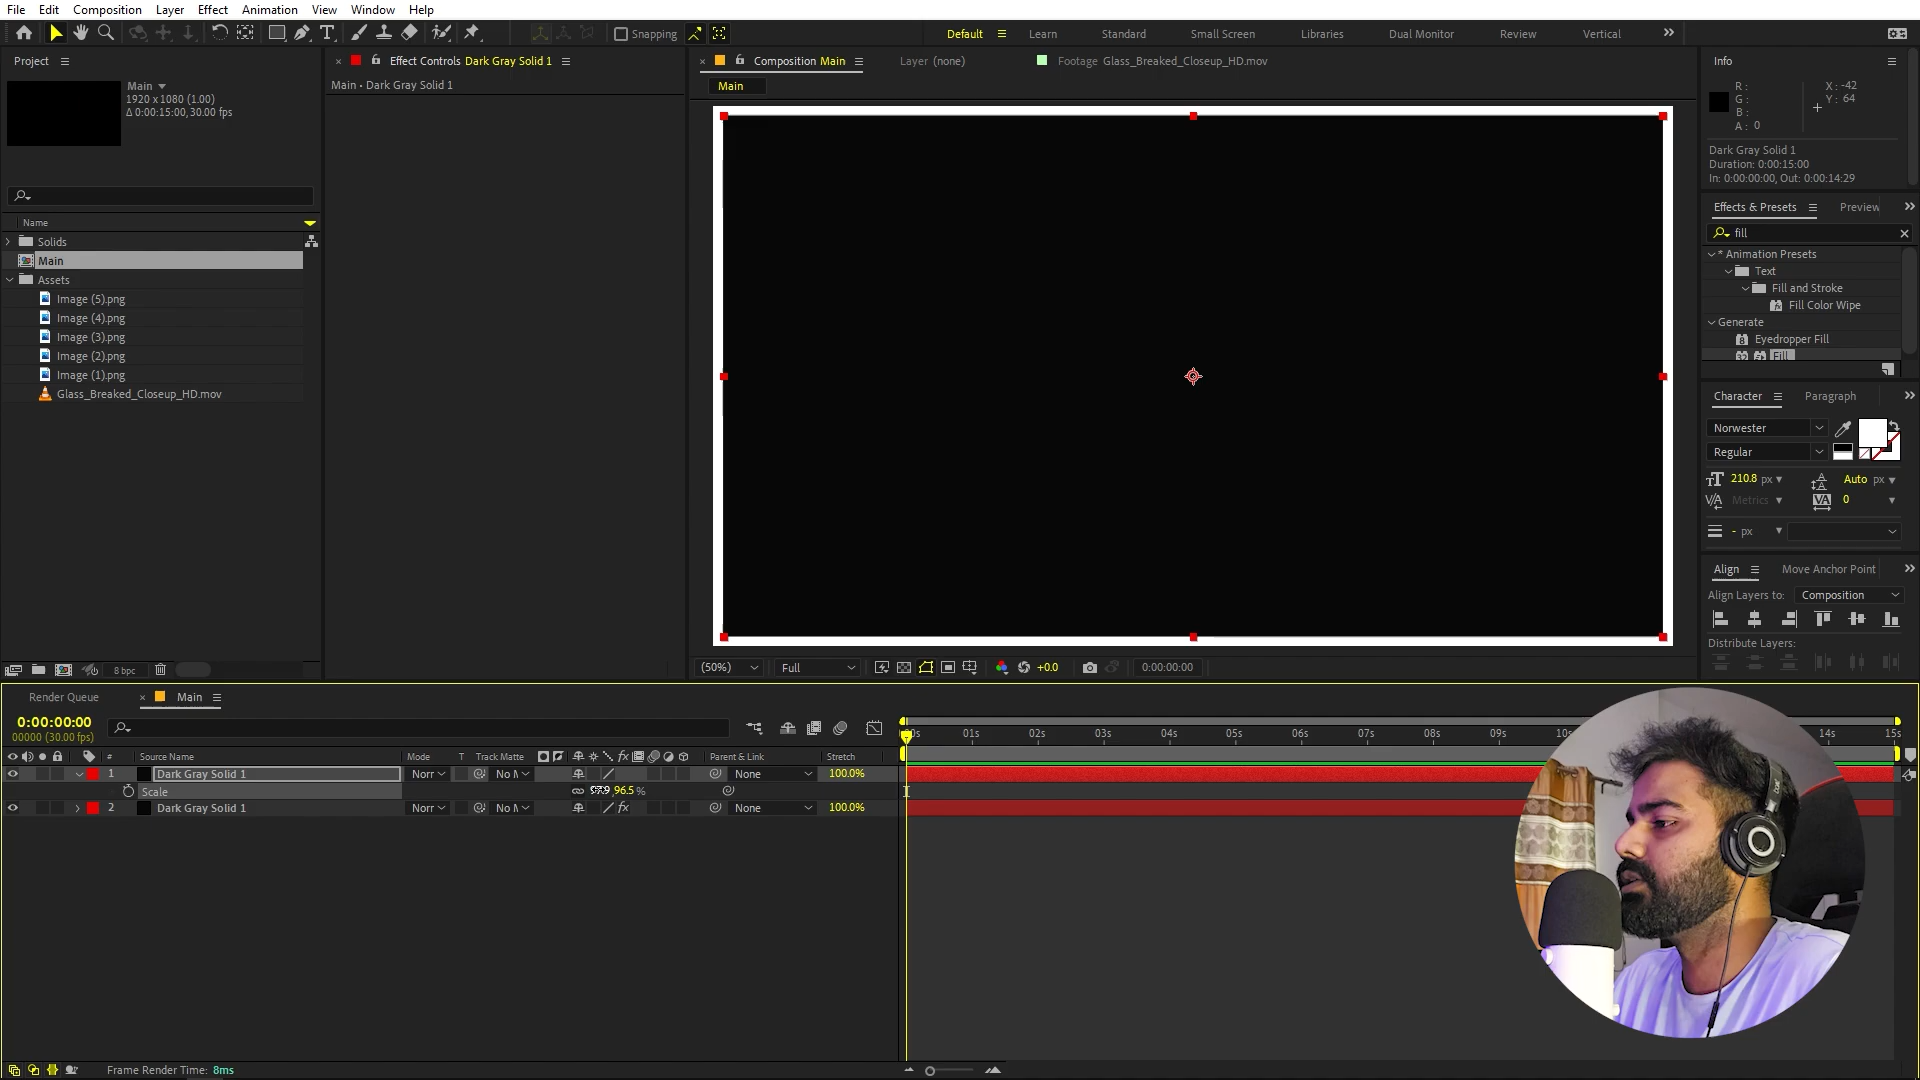 File Edit Composition Layer Effect Animation View Window Help
Snapping Default Learn Standard Small Screen Libraries Dual Monitor Review Vertical
Project
Main
1920 x 1080 (1.00)
Δ 0:00:15:00, 30.00 fps
Name
Solids
Main
Assets
Image (5).png
Image (4).png
Image (3).png
Image (2).png
Image (1).png
Glass_Breaked_Closeup_HD.mov
8 bpc
Effect Controls Dark Gray Solid 1
Main • Dark Gray Solid 1
Composition Main Layer (none) Footage Glass_Breaked_Closeup_HD.mov
Main
(50%) Full +0.0 0:00:00:00
Info
R :
G :
B :
A : 0
X : -42
Y : 64
Dark Gray Solid 1
Duration: 0:00:15:00
In: 0:00:00:00, Out: 0:00:14:29
Effects & Presets Preview
fill
* Animation Presets
Text
Fill and Stroke
Fill Color Wipe
Generate
Eyedropper Fill
Fill
Character Paragraph
Norwester
Regular
210.8 px Auto px
Metrics 0
- px
Align Move Anchor Point
Align Layers to: Composition
Distribute Layers:
Render Queue Main
0:00:00:00
00000 (30.00 fps)
# Source Name Mode T Track Matte Parent & Link Stretch
1 Dark Gray Solid 1 Norr No M None 100.0%
Scale 96.5 %
2 Dark Gray Solid 1 Norr No M None 100.0%
01s 02s 03s 04s 05s 06s 07s 08s 09s 14s 15s
Frame Render Time: 8ms